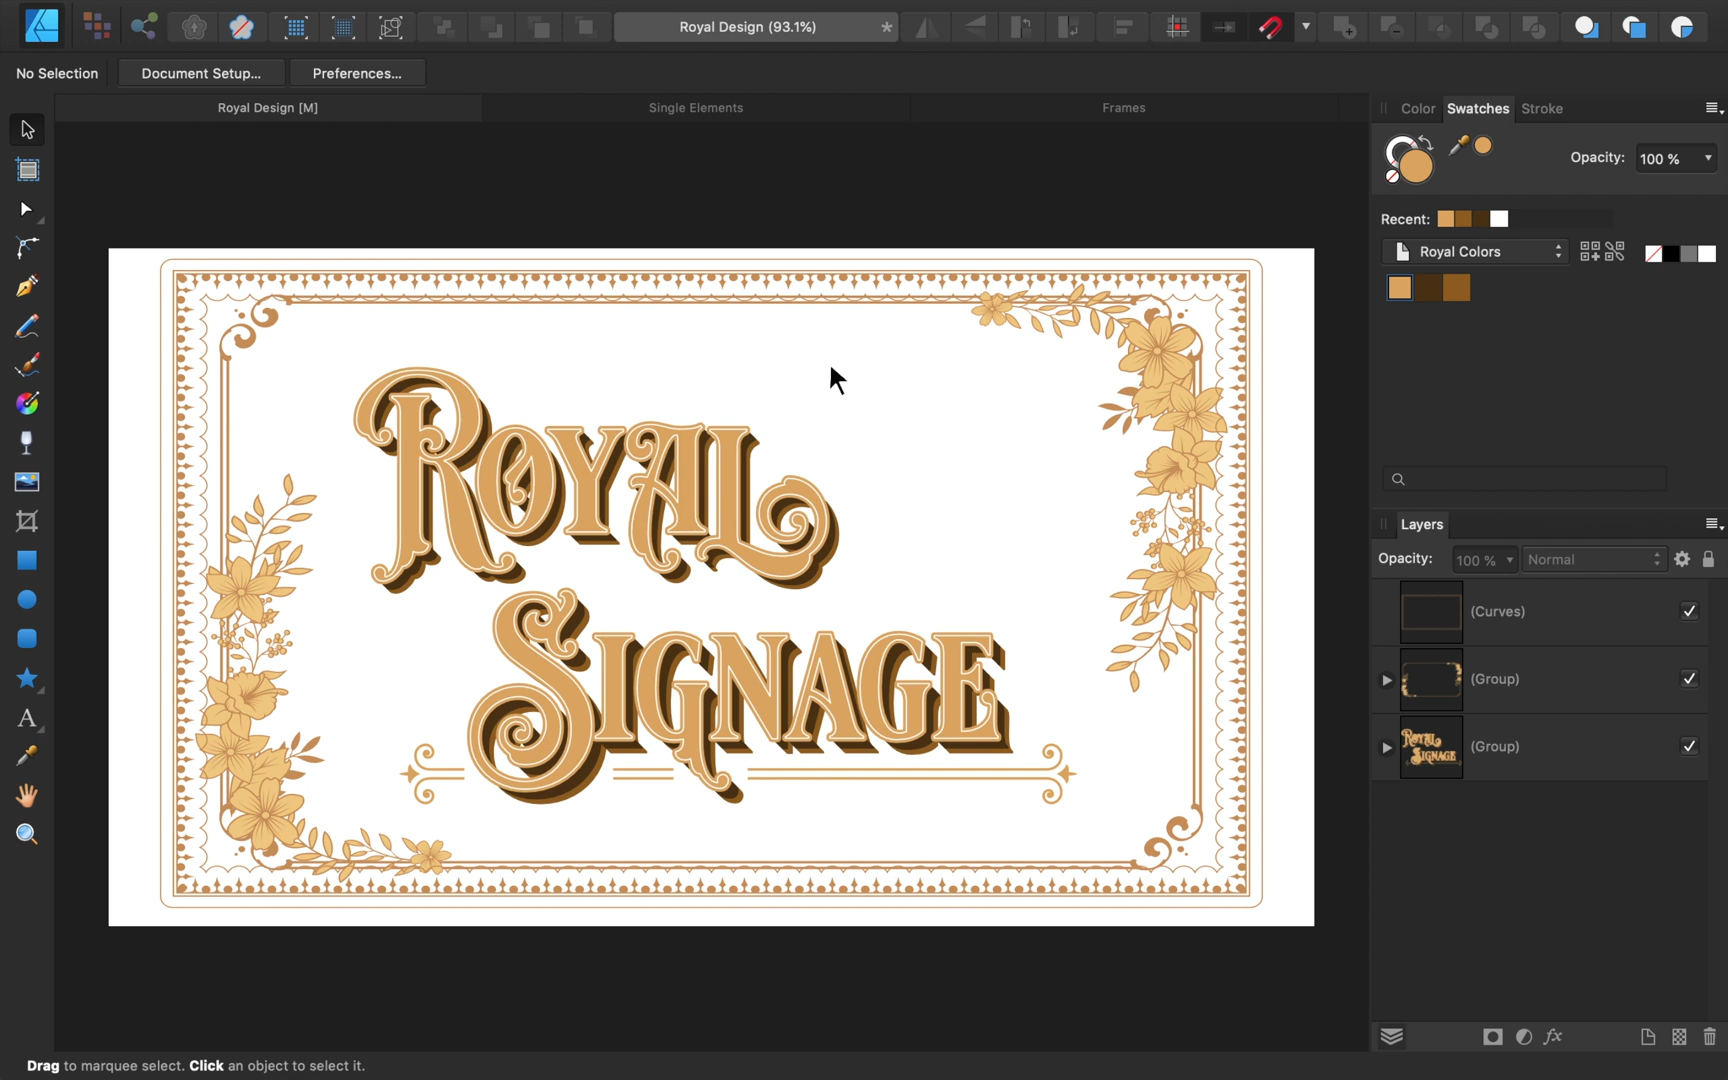 Royal Design (93.1%) *
No Selection
Document Setup...
Preferences...
Royal Design [M]
Single Elements
Frames
Color
Swatches
Stroke
Opacity:
100 %
Recent:
Royal Colors
ROYAL
SIGNAGE
Layers
Opacity:
100 %
Normal
(Curves)
(Group)
(Group)
A
fx
Drag to marquee select. Click an object to select it.